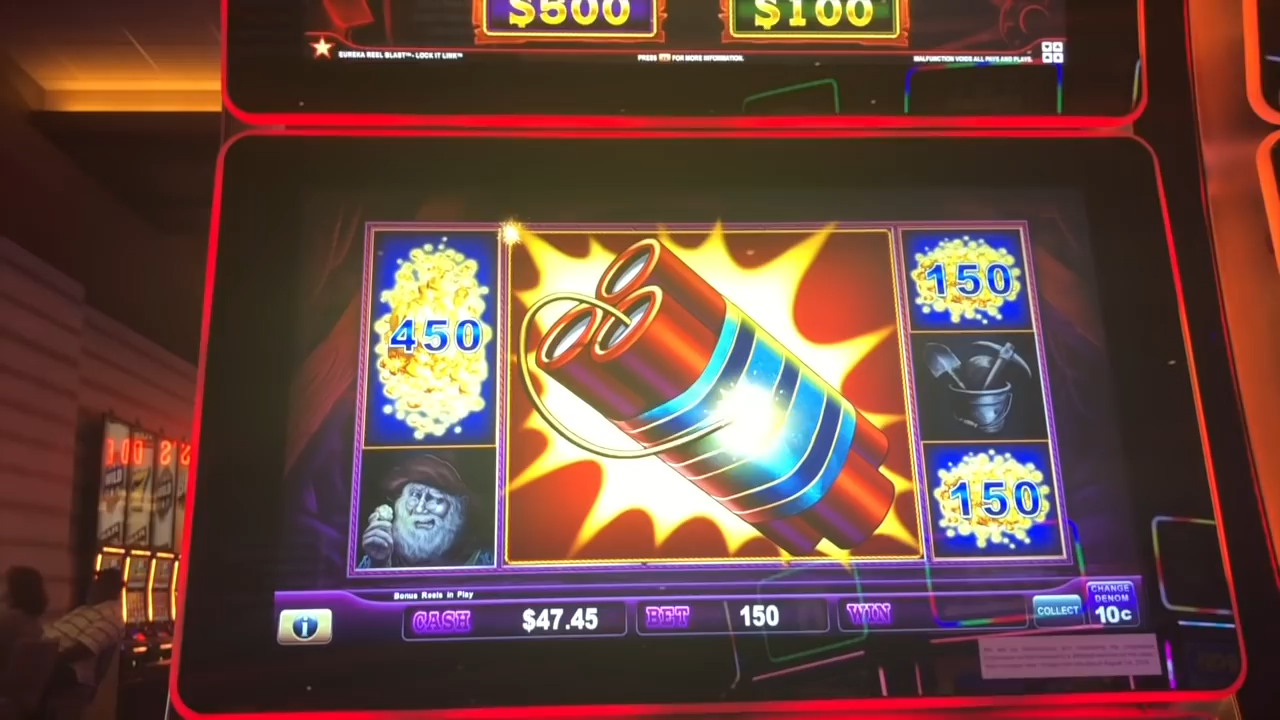 $500
$100
EUREKA REEL BLAST™ - LOCK IT LINK™
PRESS FOR MORE INFORMATION.
MALFUNCTION VOIDS ALL PAYS AND PLAYS.
450
150
150
Bonus Reels in Play
CASH $47.45 BET 150 WIN
COLLECT
CHANGE
DENOM
10¢